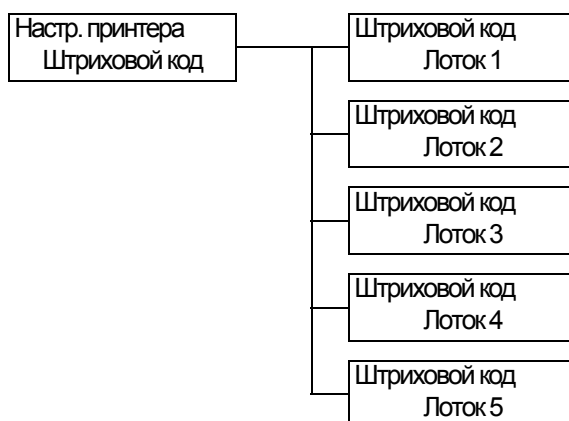 Настр. принтера
Штриховой код
Штриховой код
Лоток 1
Штриховой код
Лоток 2
Штриховой код
Лоток 3
Штриховой код
Лоток 4
Штриховой код
Лоток 5